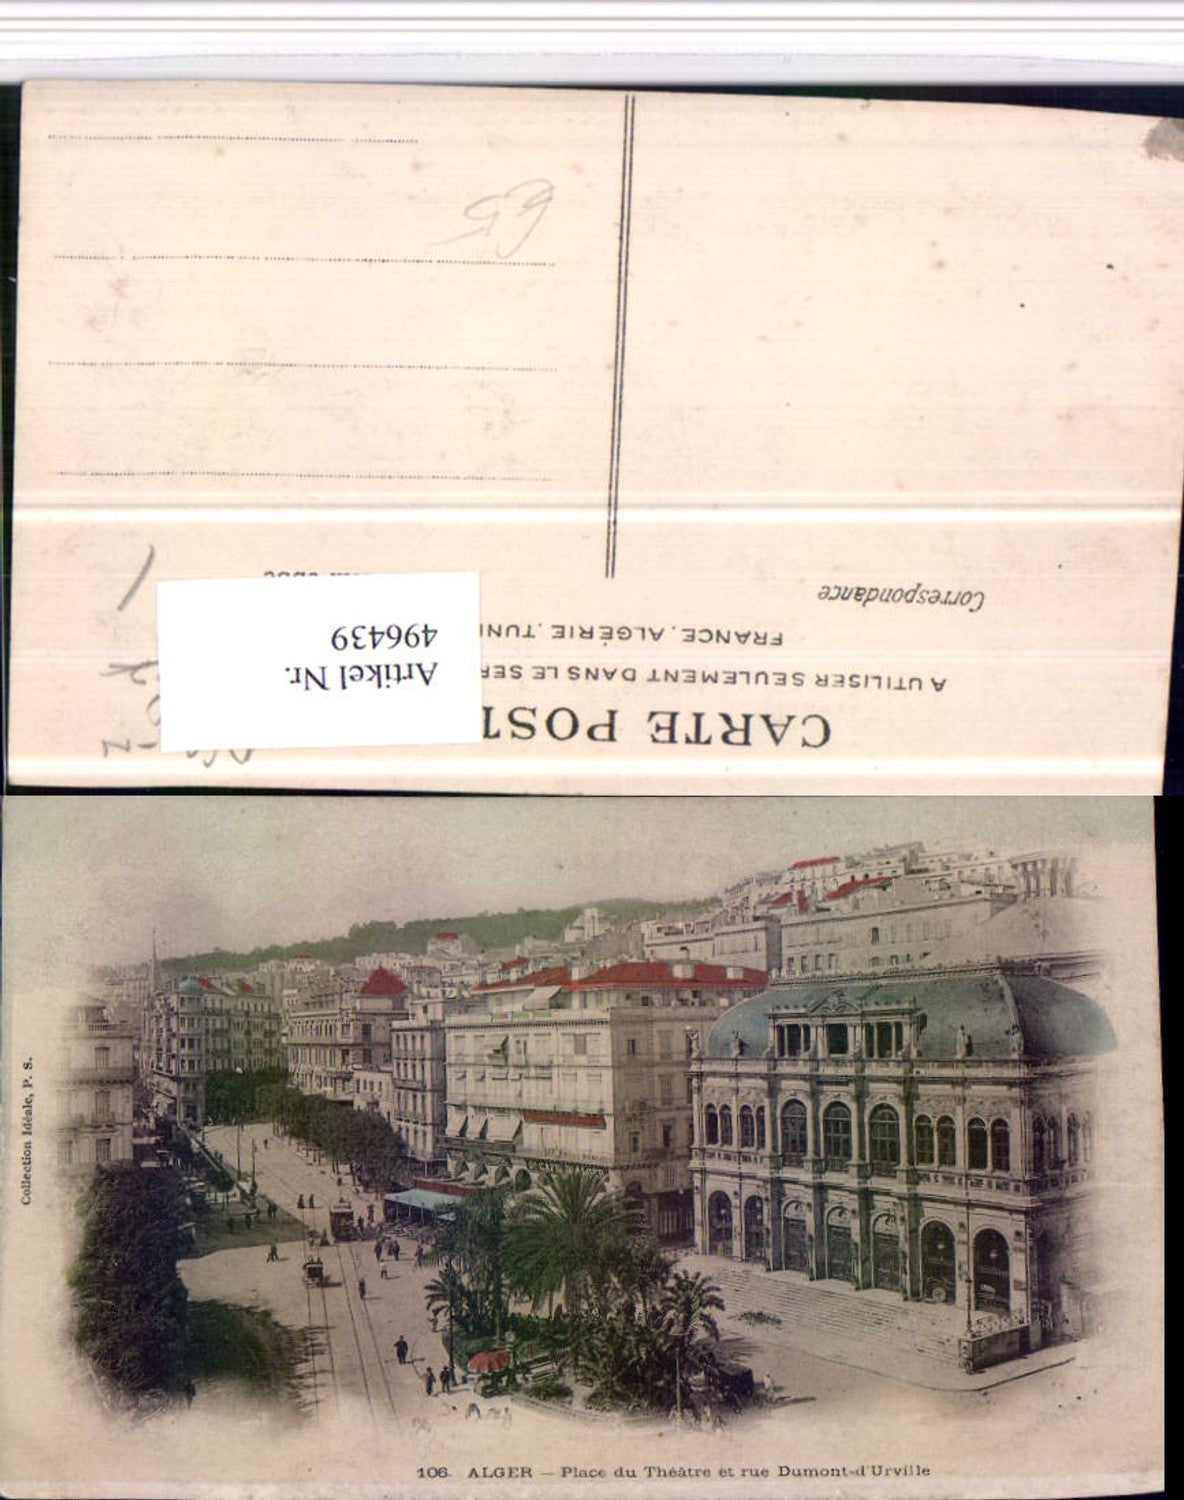 CARTE POST
A UTILISER SEULEMENT DANS LE SER
FRANCE, ALGÉRIE, TUNI
Correspondance
Artikel Nr.
496439
65
Collection Idéale, P. S.
106. ALGER — Place du Théâtre et rue Dumont-d'Urville